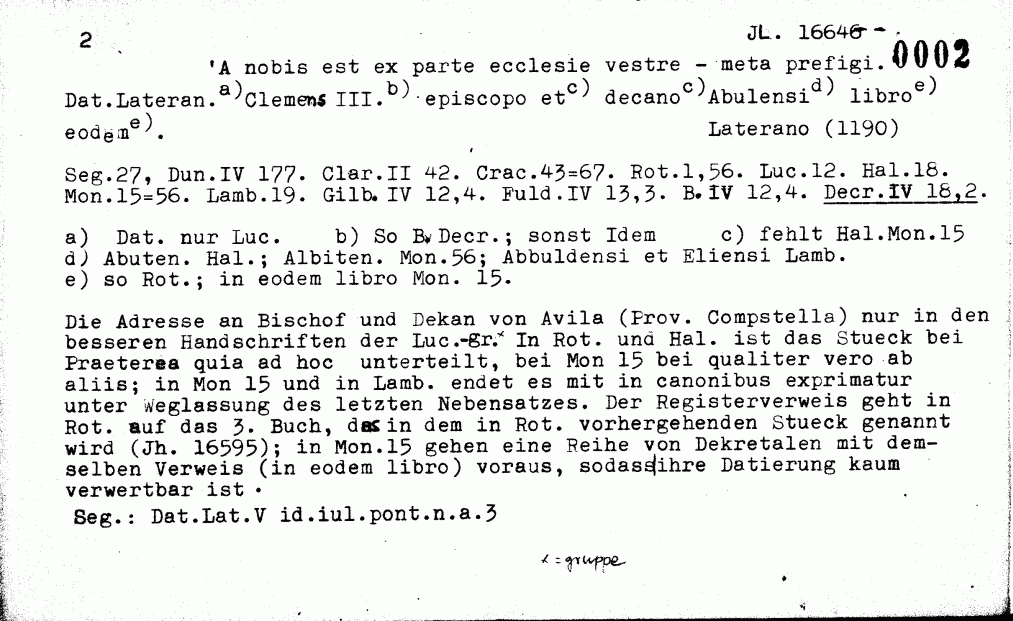 2
JL. 16646 - .
0002
'A nobis est ex parte ecclesie vestre - meta prefigi.
Dat.Lateran.a)Clemens III.b) episcopo etc) decanoc)Abulensid) libroe)
eodeme).
Laterano (1190)
Seg.27, Dun.IV 177. Clar.II 42. Crac.43=67. Rot.1,56. Luc.12. Hal.18.
Mon.15=56. Lamb.19. Gilb.IV 12,4. Fuld.IV 13,3. B.IV 12,4. Decr.IV 18,2.
a) Dat. nur Luc. b) So B.Decr.; sonst Idem c) fehlt Hal.Mon.15
d) Abuten. Hal.; Albiten. Mon.56; Abbuldensi et Eliensi Lamb.
e) so Rot.; in eodem libro Mon. 15.
Die Adresse an Bischof und Dekan von Avila (Prov. Compstella) nur in den
besseren Handschriften der Luc.-gr.x In Rot. und Hal. ist das Stueck bei
Praeterea quia ad hoc unterteilt, bei Mon 15 bei qualiter vero ab
aliis; in Mon 15 und in Lamb. endet es mit in canonibus exprimatur
unter Weglassung des letzten Nebensatzes. Der Registerverweis geht in
Rot. auf das 3. Buch, das in dem in Rot. vorhergehenden Stueck genannt
wird (Jh. 16595); in Mon.15 gehen eine Reihe von Dekretalen mit dem-
selben Verweis (in eodem libro) voraus, sodass|ihre Datierung kaum
verwertbar ist.
Seg.: Dat.Lat.V id.iul.pont.n.a.3
x = gruppe